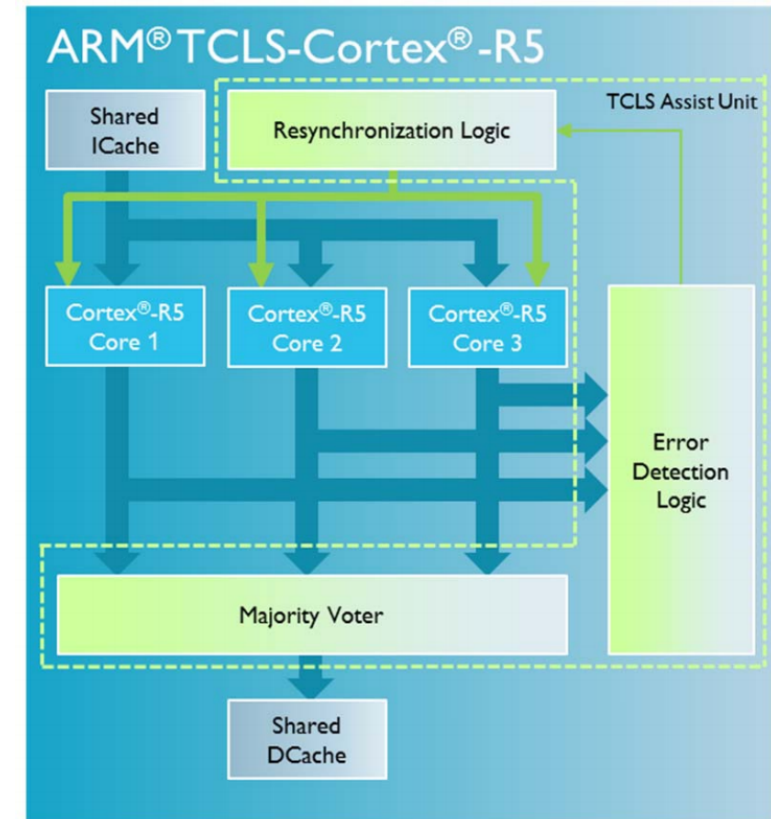 ARM® TCLS-Cortex®-R5
Shared
ICache
Resynchronization Logic
TCLS Assist Unit
Cortex®-R5
Core 1
Cortex®-R5
Core 2
Cortex®-R5
Core 3
Error
Detection
Logic
Majority Voter
Shared
DCache